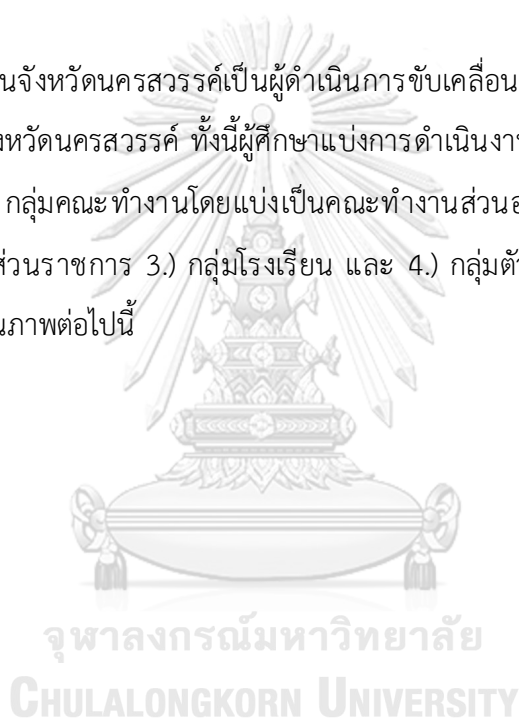 นจังหวัดนครสวรรค์เป็นผู้ดำเนินการขับเคลื่อน
งหวัดนครสวรรค์ ทั้งนี้ผู้ศึกษาแบ่งการดำเนินงาน
กลุ่มคณะทำงานโดยแบ่งเป็นคณะทำงานส่วนอ
ส่วนราชการ 3.) กลุ่มโรงเรียน และ 4.) กลุ่มตัว
นภาพต่อไปนี้
จุฬาลงกรณ์มหาวิทยาลัย
CHULALONGKORN UNIVERSITY